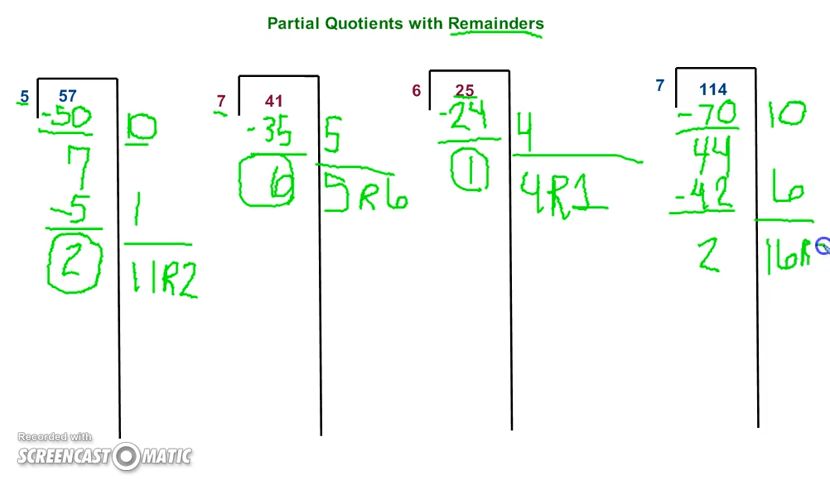 Partial Quotients with Remainders
5 57
-50 10
7
-5 1
2 11R2
7 41
-35 5
6 5R6
6 25
-24 4
1 4R1
7 114
-70 10
44
-42 6
2 16R
Recorded with
SCREENCAST-O-MATIC